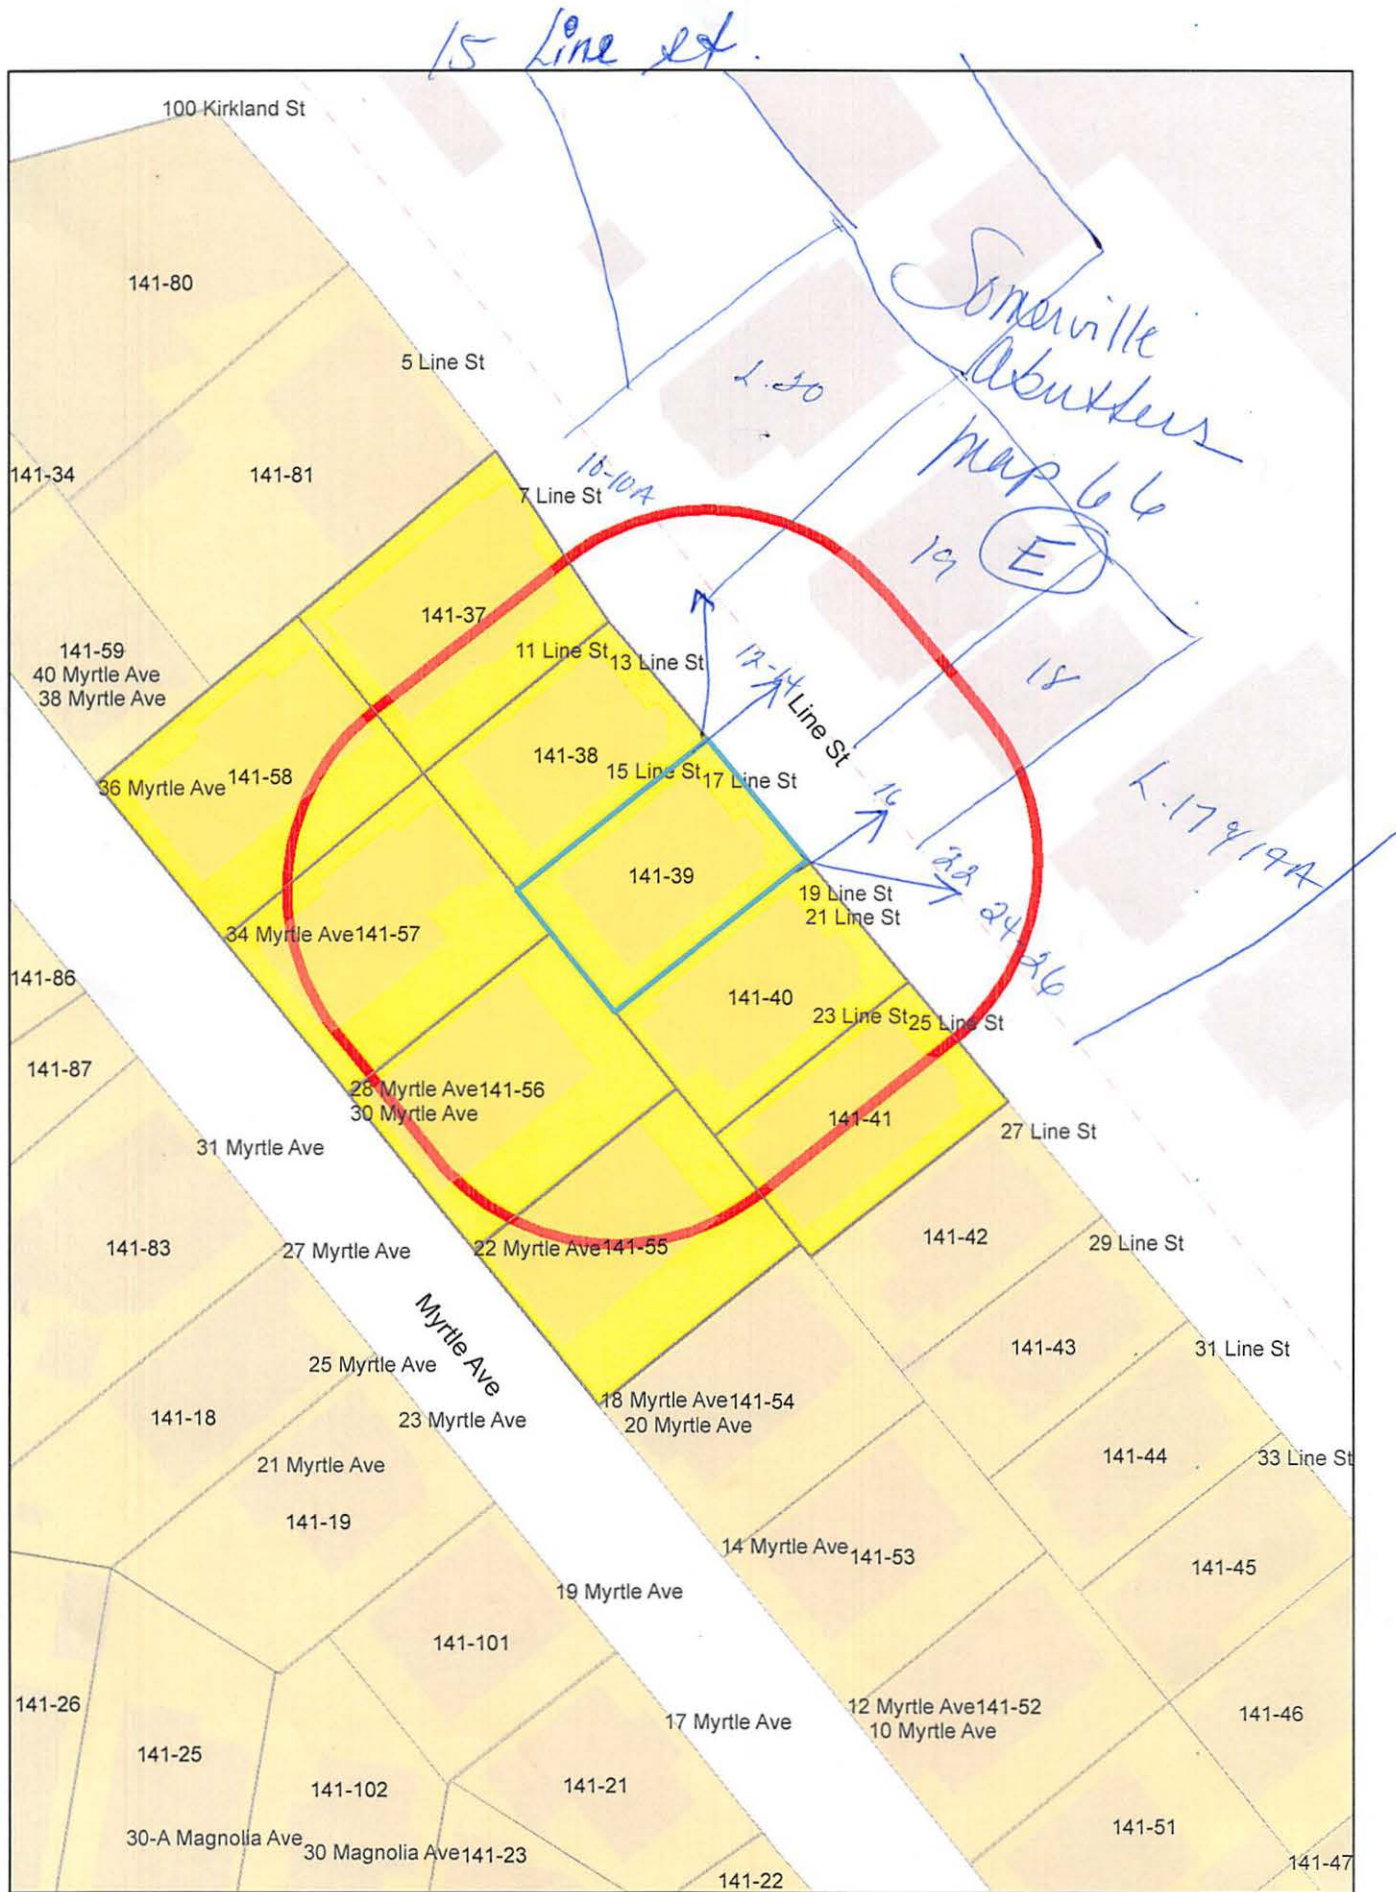 15 Line St.
100 Kirkland St
141-80
5 Line St
Somerville
Abutters
map 66
E
L.20
141-34
141-81
10-10A
7 Line St
19
141-37
141-59
40 Myrtle Ave
38 Myrtle Ave
11 Line St
13 Line St
12-14
18
Line St
141-38
15 Line St
17 Line St
36 Myrtle Ave
141-58
16
L.17 & 19A
141-39
22
24-26
19 Line St
21 Line St
34 Myrtle Ave
141-57
141-86
141-40
23 Line St
25 Line St
141-87
28 Myrtle Ave
141-56
30 Myrtle Ave
141-41
27 Line St
31 Myrtle Ave
141-83
27 Myrtle Ave
22 Myrtle Ave
141-55
141-42
29 Line St
Myrtle Ave
25 Myrtle Ave
141-43
31 Line St
141-18
23 Myrtle Ave
18 Myrtle Ave
141-54
20 Myrtle Ave
21 Myrtle Ave
141-44
33 Line St
141-19
14 Myrtle Ave
141-53
141-45
19 Myrtle Ave
141-101
141-26
17 Myrtle Ave
12 Myrtle Ave
141-52
10 Myrtle Ave
141-46
141-25
141-102
141-21
30-A Magnolia Ave
30 Magnolia Ave
141-23
141-51
141-22
141-47